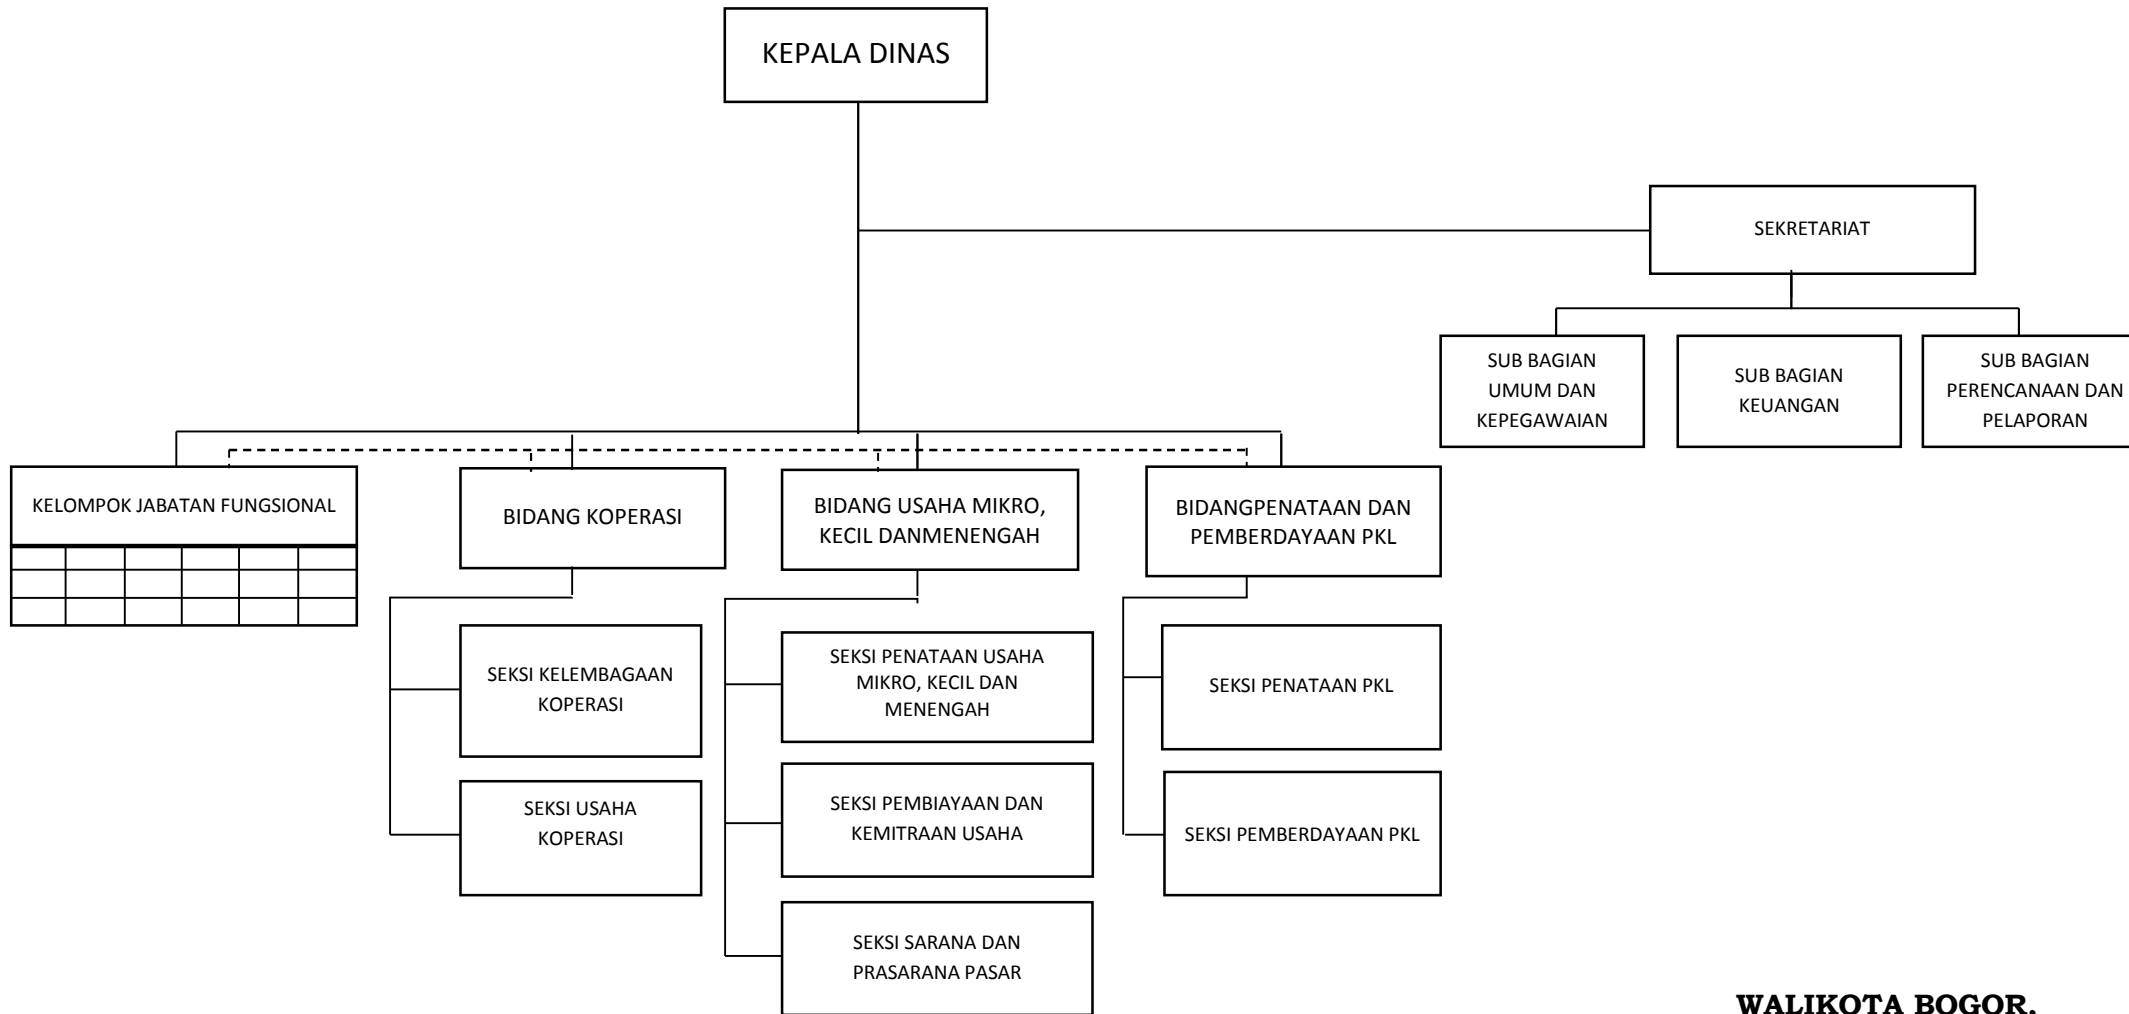 KEPALA DINAS
SEKRETARIAT
SUB BAGIAN
UMUM DAN
KEPEGAWAIAN
SUB BAGIAN
KEUANGAN
SUB BAGIAN
PERENCANAAN DAN
PELAPORAN
KELOMPOK JABATAN FUNGSIONAL
BIDANG KOPERASI
BIDANG USAHA MIKRO,
KECIL DANMENENGAH
BIDANGPENATAAN DAN
PEMBERDAYAAN PKL
SEKSI KELEMBAGAAN
KOPERASI
SEKSI USAHA
KOPERASI
SEKSI PENATAAN USAHA
MIKRO, KECIL DAN
MENENGAH
SEKSI PEMBIAYAAN DAN
KEMITRAAN USAHA
SEKSI SARANA DAN
PRASARANA PASAR
SEKSI PENATAAN PKL
SEKSI PEMBERDAYAAN PKL
WALIKOTA BOGOR,